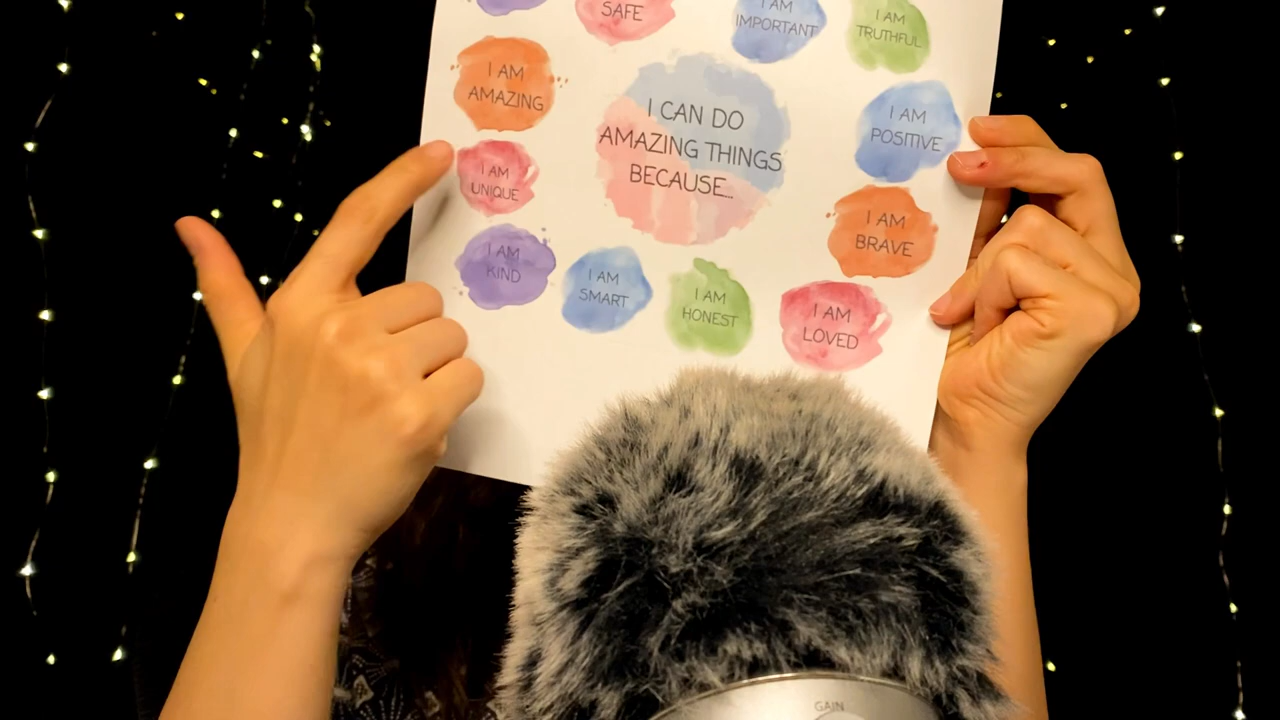 SAFE
I AM
IMPORTANT
I AM
TRUTHFUL
I AM
AMAZING
I CAN DO
AMAZING THINGS
BECAUSE...
I AM
POSITIVE
I AM
UNIQUE
I AM
BRAVE
I AM
KIND
I AM
SMART
I AM
HONEST
I AM
LOVED
GAIN